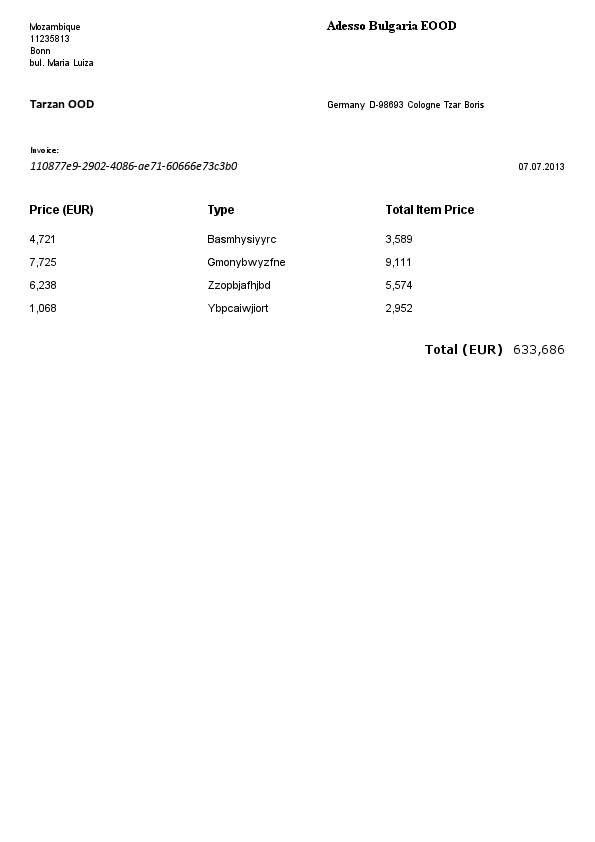 Mozambique
11235813
Bonn
bul. Maria Luiza
Adesso Bulgaria EOOD
Tarzan OOD
Germany D-98693 Cologne Tzar Boris
Invoice:
110877e9-2902-4086-ae71-60666e73c3b0
07.07.2013
Price (EUR) Type Total Item Price
4,721 Basmhysiyyrc 3,589
7,725 Gmonybwyzfne 9,111
6,238 Zzopbjafhjbd 5,574
1,068 Ybpcaiwjiort 2,952
Total (EUR) 633,686